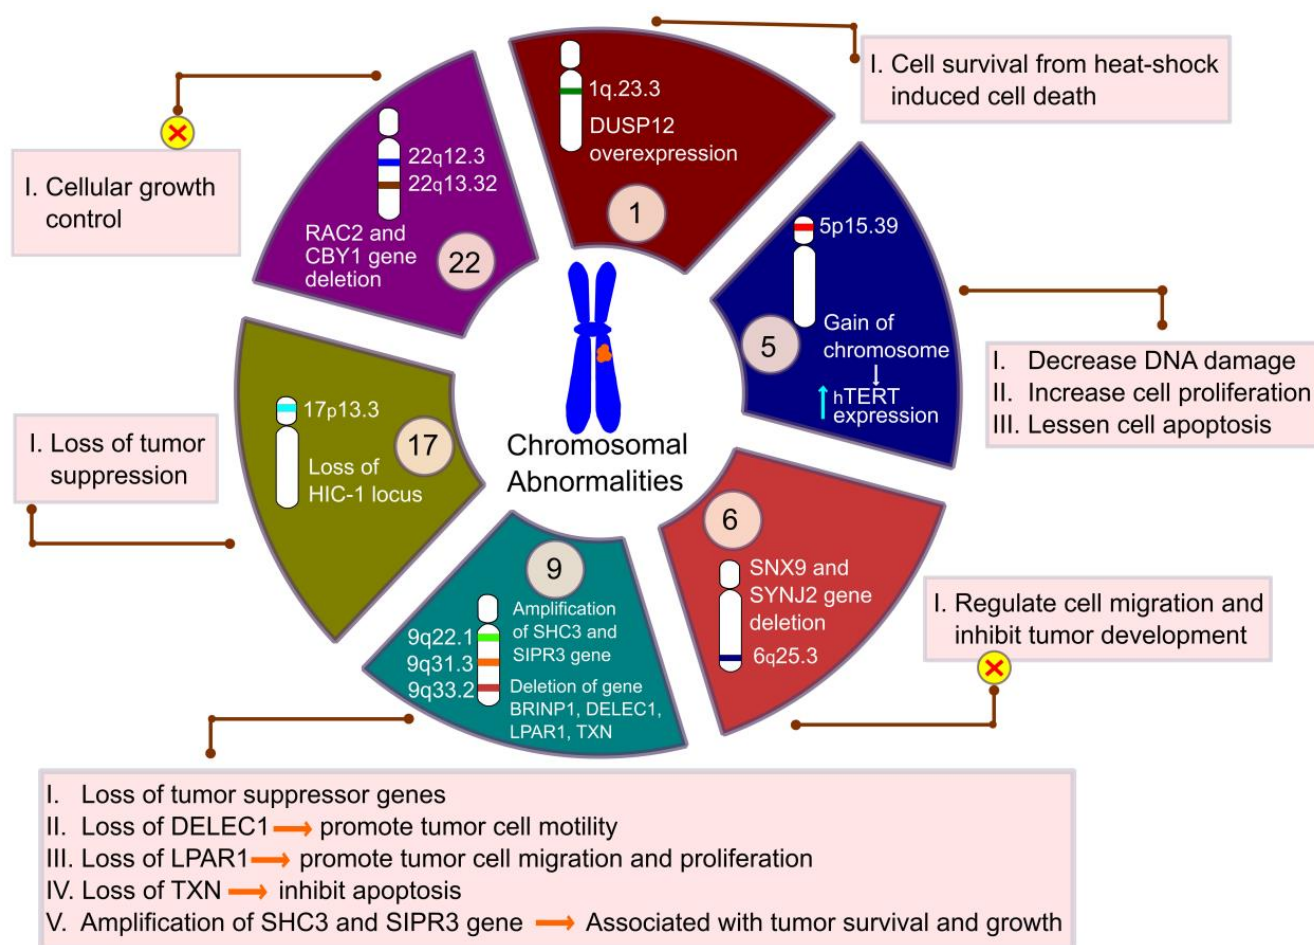 I. Cell survival from heat-shock
induced cell death
1q.23.3
DUSP12
overexpression
1
5p15.39
Gain of
chromosome
hTERT
expression
5
I. Decrease DNA damage
II. Increase cell proliferation
III. Lessen cell apoptosis
6
SNX9 and
SYNJ2 gene
deletion
6q25.3
I. Regulate cell migration and
inhibit tumor development
9
Amplification
of SHC3 and
SIPR3 gene
9q22.1
9q31.3
9q33.2
Deletion of gene
BRINP1, DELEC1,
LPAR1, TXN
I. Loss of tumor suppressor genes
II. Loss of DELEC1 → promote tumor cell motility
III. Loss of LPAR1 → promote tumor cell migration and proliferation
IV. Loss of TXN → inhibit apoptosis
V. Amplification of SHC3 and SIPR3 gene → Associated with tumor survival and growth
17p13.3
17
Loss of
HIC-1 locus
I. Loss of tumor
suppression
22q12.3
22q13.32
RAC2 and
CBY1 gene
deletion
22
I. Cellular growth
control
Chromosomal
Abnormalities